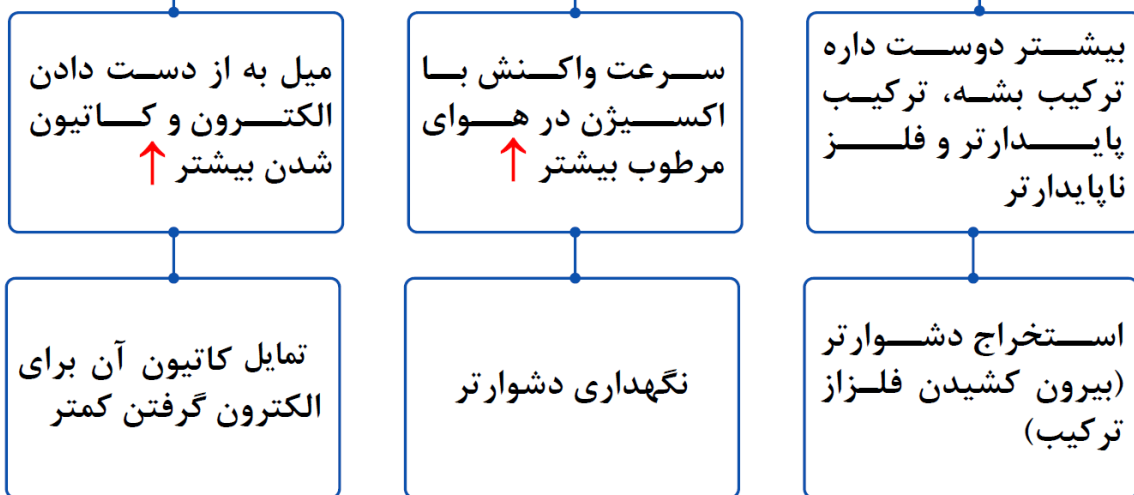 بیشتر دوست داره
ترکیب بشه، ترکیب
پایدارتر و فلز
ناپایدارتر
سرعت واکنش با
اکسیژن در هوای
مرطوب بیشتر ↑
میل به از دست دادن
الکترون و کاتیون
شدن بیشتر ↑
استخراج دشوارتر
(بیرون کشیدن فلزاز
ترکیب)
نگهداری دشوارتر
تمایل کاتیون آن برای
الکترون گرفتن کمتر